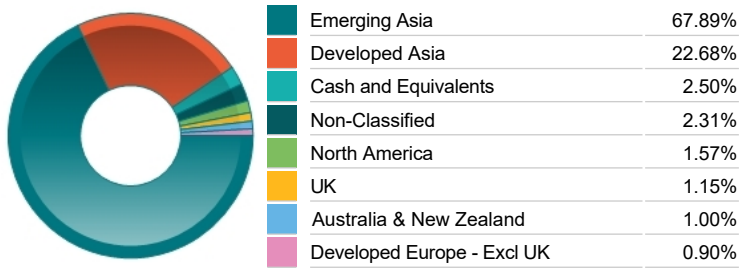 Emerging Asia 67.89%
Developed Asia 22.68%
Cash and Equivalents 2.50%
Non-Classified 2.31%
North America 1.57%
UK 1.15%
Australia & New Zealand 1.00%
Developed Europe - Excl UK 0.90%